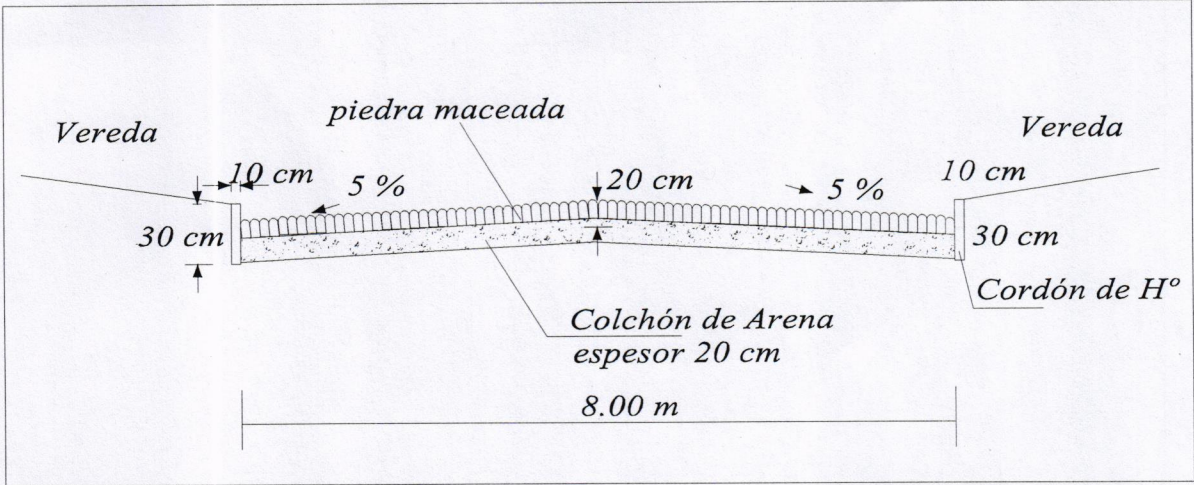 piedra maceada
Vereda
Vereda
10 cm
5 %
20 cm
5 %
10 cm
30 cm
30 cm
Cordón de Hº
Colchón de Arena
espesor 20 cm
8.00 m